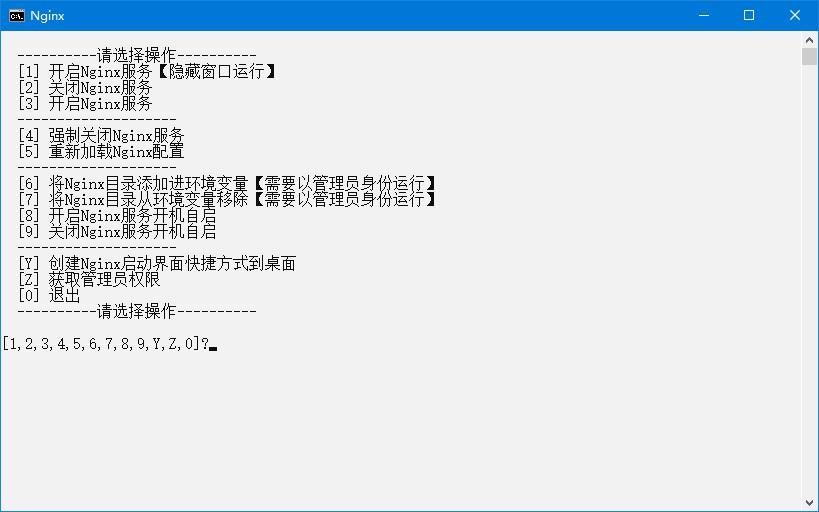 Nginx
----------请选择操作----------
[1] 开启Nginx服务【隐藏窗口运行】
[2] 关闭Nginx服务
[3] 开启Nginx服务
--------------------
[4] 强制关闭Nginx服务
[5] 重新加载Nginx配置
--------------------
[6] 将Nginx目录添加进环境变量【需要以管理员身份运行】
[7] 将Nginx目录从环境变量移除【需要以管理员身份运行】
[8] 开启Nginx服务开机自启
[9] 关闭Nginx服务开机自启
--------------------
[Y] 创建Nginx启动界面快捷方式到桌面
[Z] 获取管理员权限
[0] 退出
----------请选择操作----------
[1,2,3,4,5,6,7,8,9,Y,Z,0]?